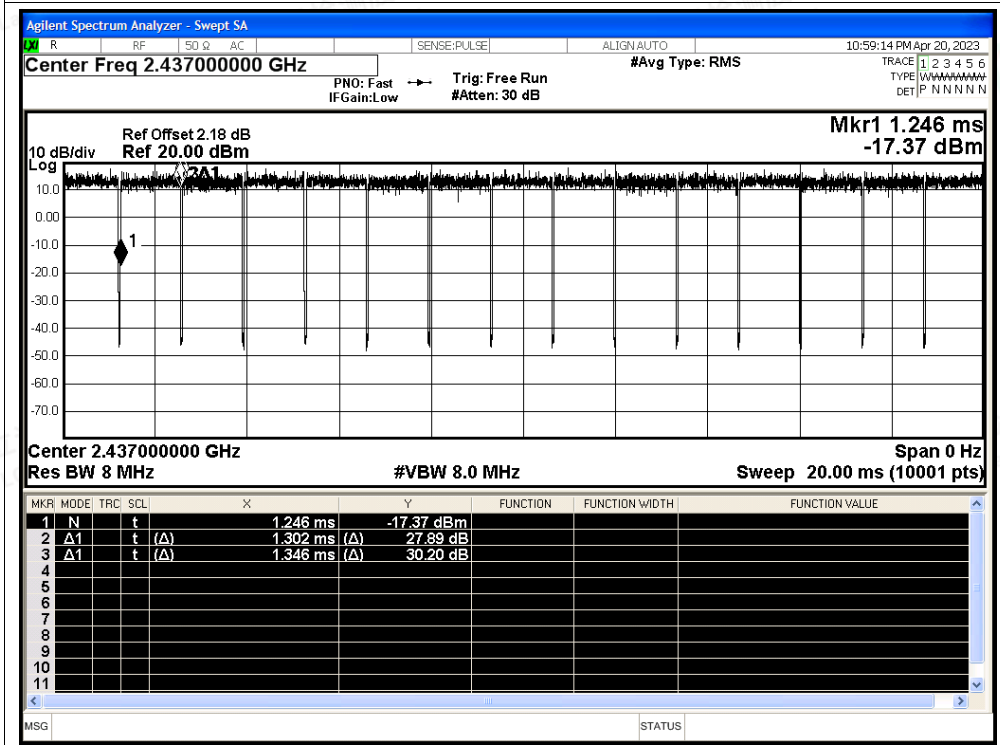 Agilent Spectrum Analyzer - Swept SA
LXI R RF 50 Ω AC SENSE:PULSE ALIGN AUTO 10:59:14 PM Apr 20, 2023
Center Freq 2.437000000 GHz #Avg Type: RMS TRACE 1 2 3 4 5 6
PNO: Fast Trig: Free Run TYPE W
IFGain:Low #Atten: 30 dB DET P N N N N N
Mkr1 1.246 ms
Ref Offset 2.18 dB
10 dB/div Ref 20.00 dBm -17.37 dBm
Log
3Δ1
10.0
0.00
-10.0
1
-20.0
-30.0
-40.0
-50.0
-60.0
-70.0
Center 2.437000000 GHz Span 0 Hz
Res BW 8 MHz #VBW 8.0 MHz Sweep 20.00 ms (10001 pts)
MKR MODE TRC SCL X Y FUNCTION FUNCTION WIDTH FUNCTION VALUE
1 N t 1.246 ms -17.37 dBm
2 Δ1 t (Δ) 1.302 ms (Δ) 27.89 dB
3 Δ1 t (Δ) 1.346 ms (Δ) 30.20 dB
4
5
6
7
8
9
10
11
MSG STATUS